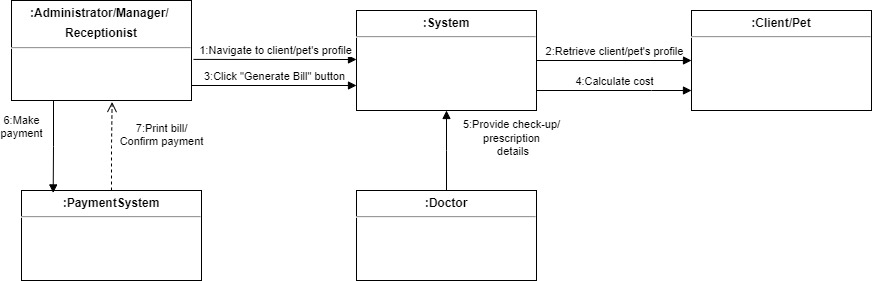 :Administrator/Manager/
Receptionist
:System
:Client/Pet
1:Navigate to client/pet's profile
2:Retrieve client/pet's profile
3:Click "Generate Bill" button
4:Calculate cost
6:Make
payment
7:Print bill/
Confirm payment
5:Provide check-up/
prescription
details
:PaymentSystem
:Doctor